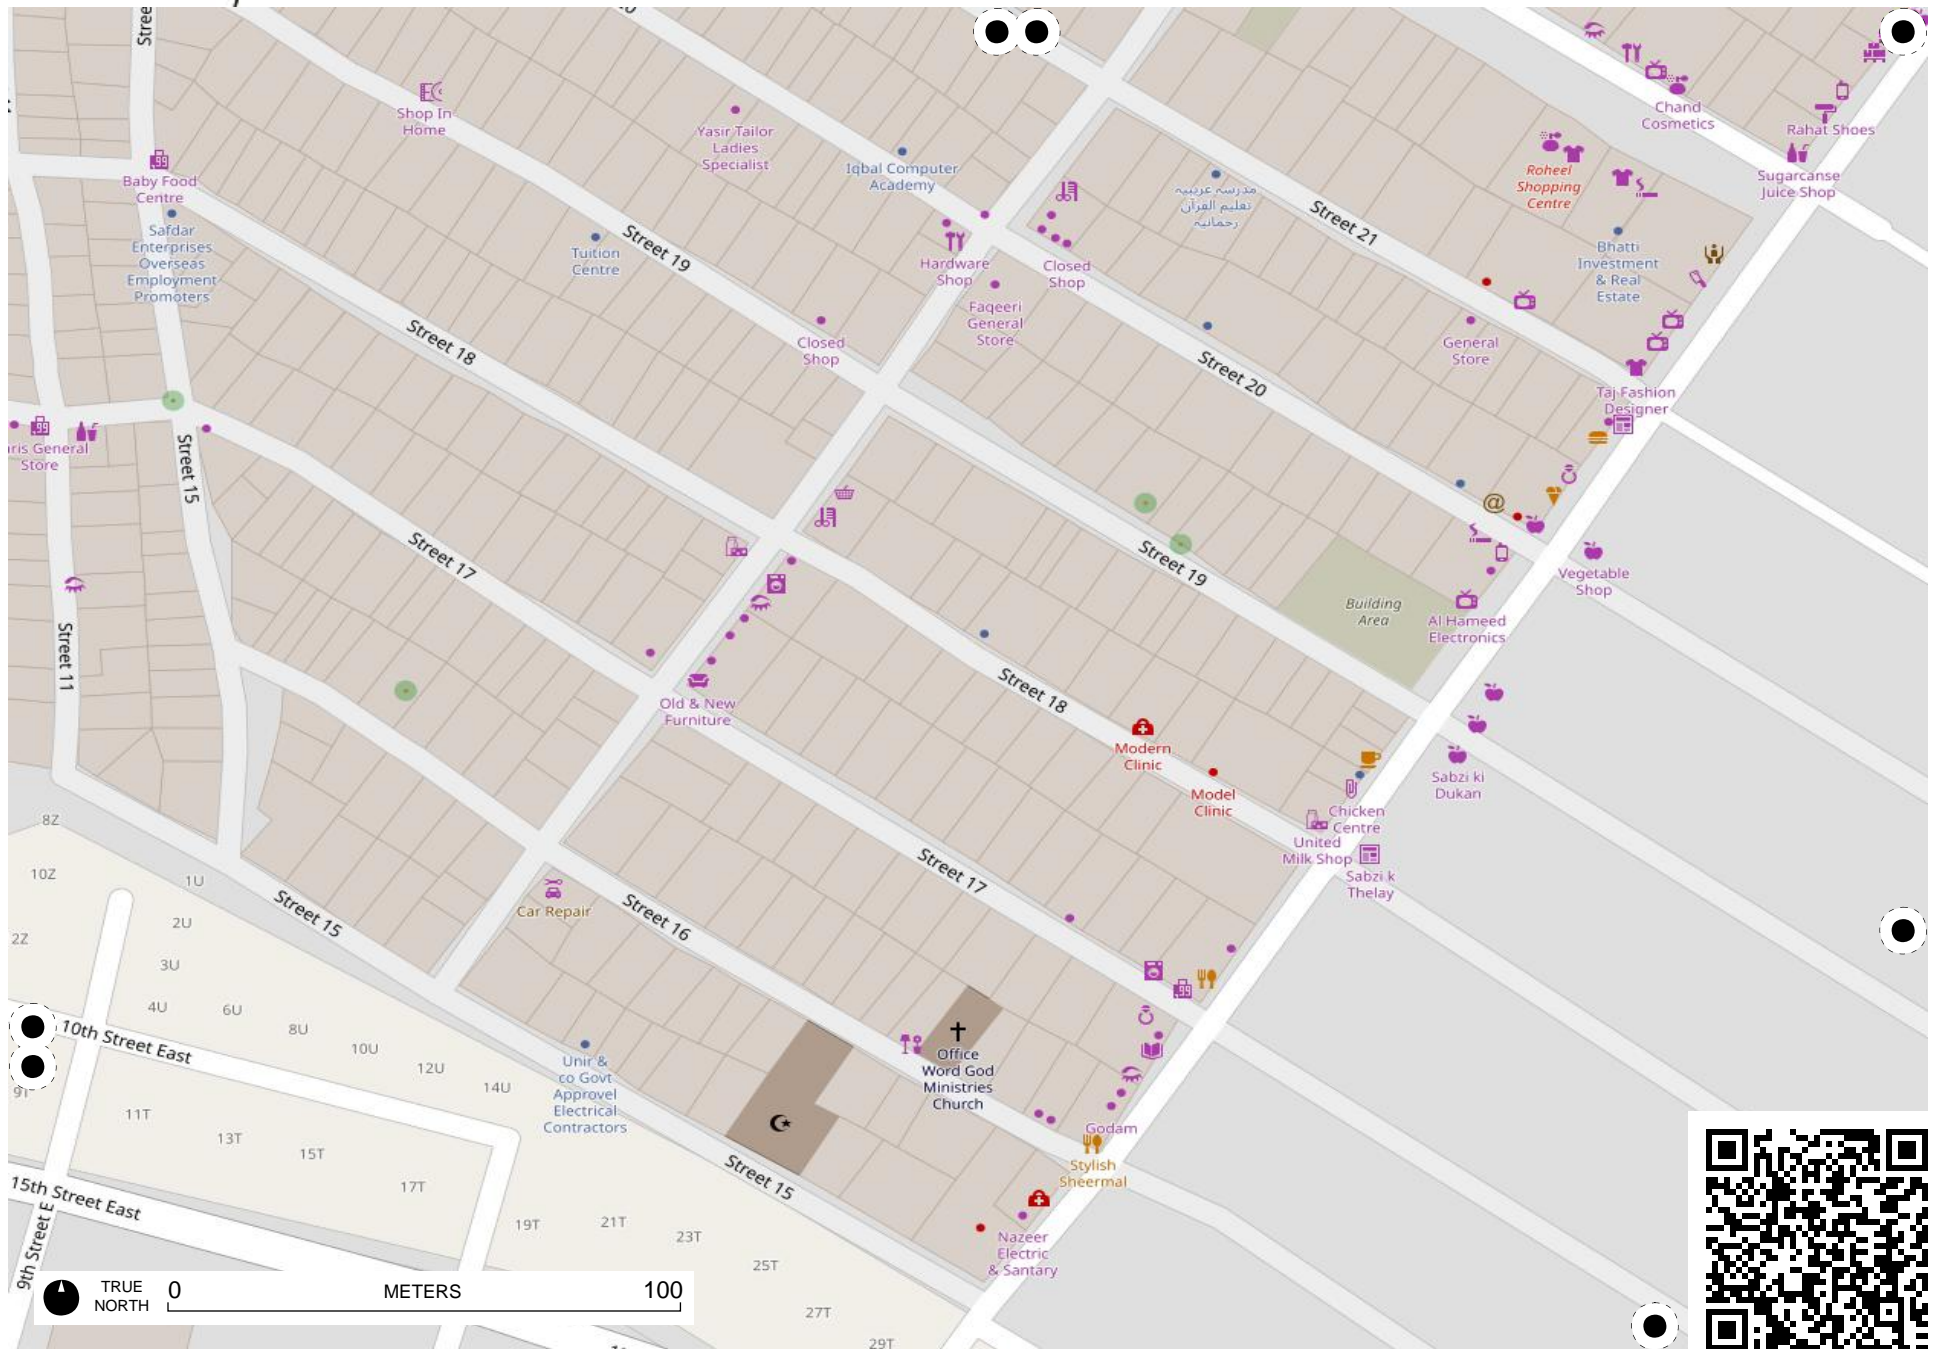 Shop In
Home
Yasir Tailor
Ladies
Specialist
Iqbal Computer
Academy
Chand
Cosmetics
Rahat Shoes
Sugarcanse
Juice Shop
Roheel
Shopping
Centre
Baby Food
Centre
Safdar
Enterprises
Overseas
Employment
Promoters
Tuition
Centre
Street 19
Hardware
Shop
Closed
Shop
Faqeeri
General
Store
مدرسہ عربیہ
تعلیم القرآن
رحمانیہ
Street 21
Bhatti
Investment
& Real
Estate
Street 18
Closed
Shop
General
Store
Street 20
Taj Fashion
Designer
General
Store
Street 15
Street 17
Street 19
Vegetable
Shop
Building
Area
Al Hameed
Electronics
Street 11
Old & New
Furniture
Street 18
Modern
Clinic
Model
Clinic
Sabzi ki
Dukan
Chicken
Centre
United
Milk Shop
Sabzi k
Thelay
8Z
10Z
1U
2U
2Z
3U
4U
6U
8U
10U
12U
14U
Street 15
Car Repair
Street 16
Street 17
10th Street East
9T
11T
13T
15T
17T
19T
21T
23T
25T
27T
29T
Unir &
co Govt
Approvel
Electrical
Contractors
Office
Word God
Ministries
Church
Godam
Stylish
Sheermal
Street 15
Nazeer
Electric
& Santary
15th Street East
9th Street E
TRUE
NORTH
0 METERS 100